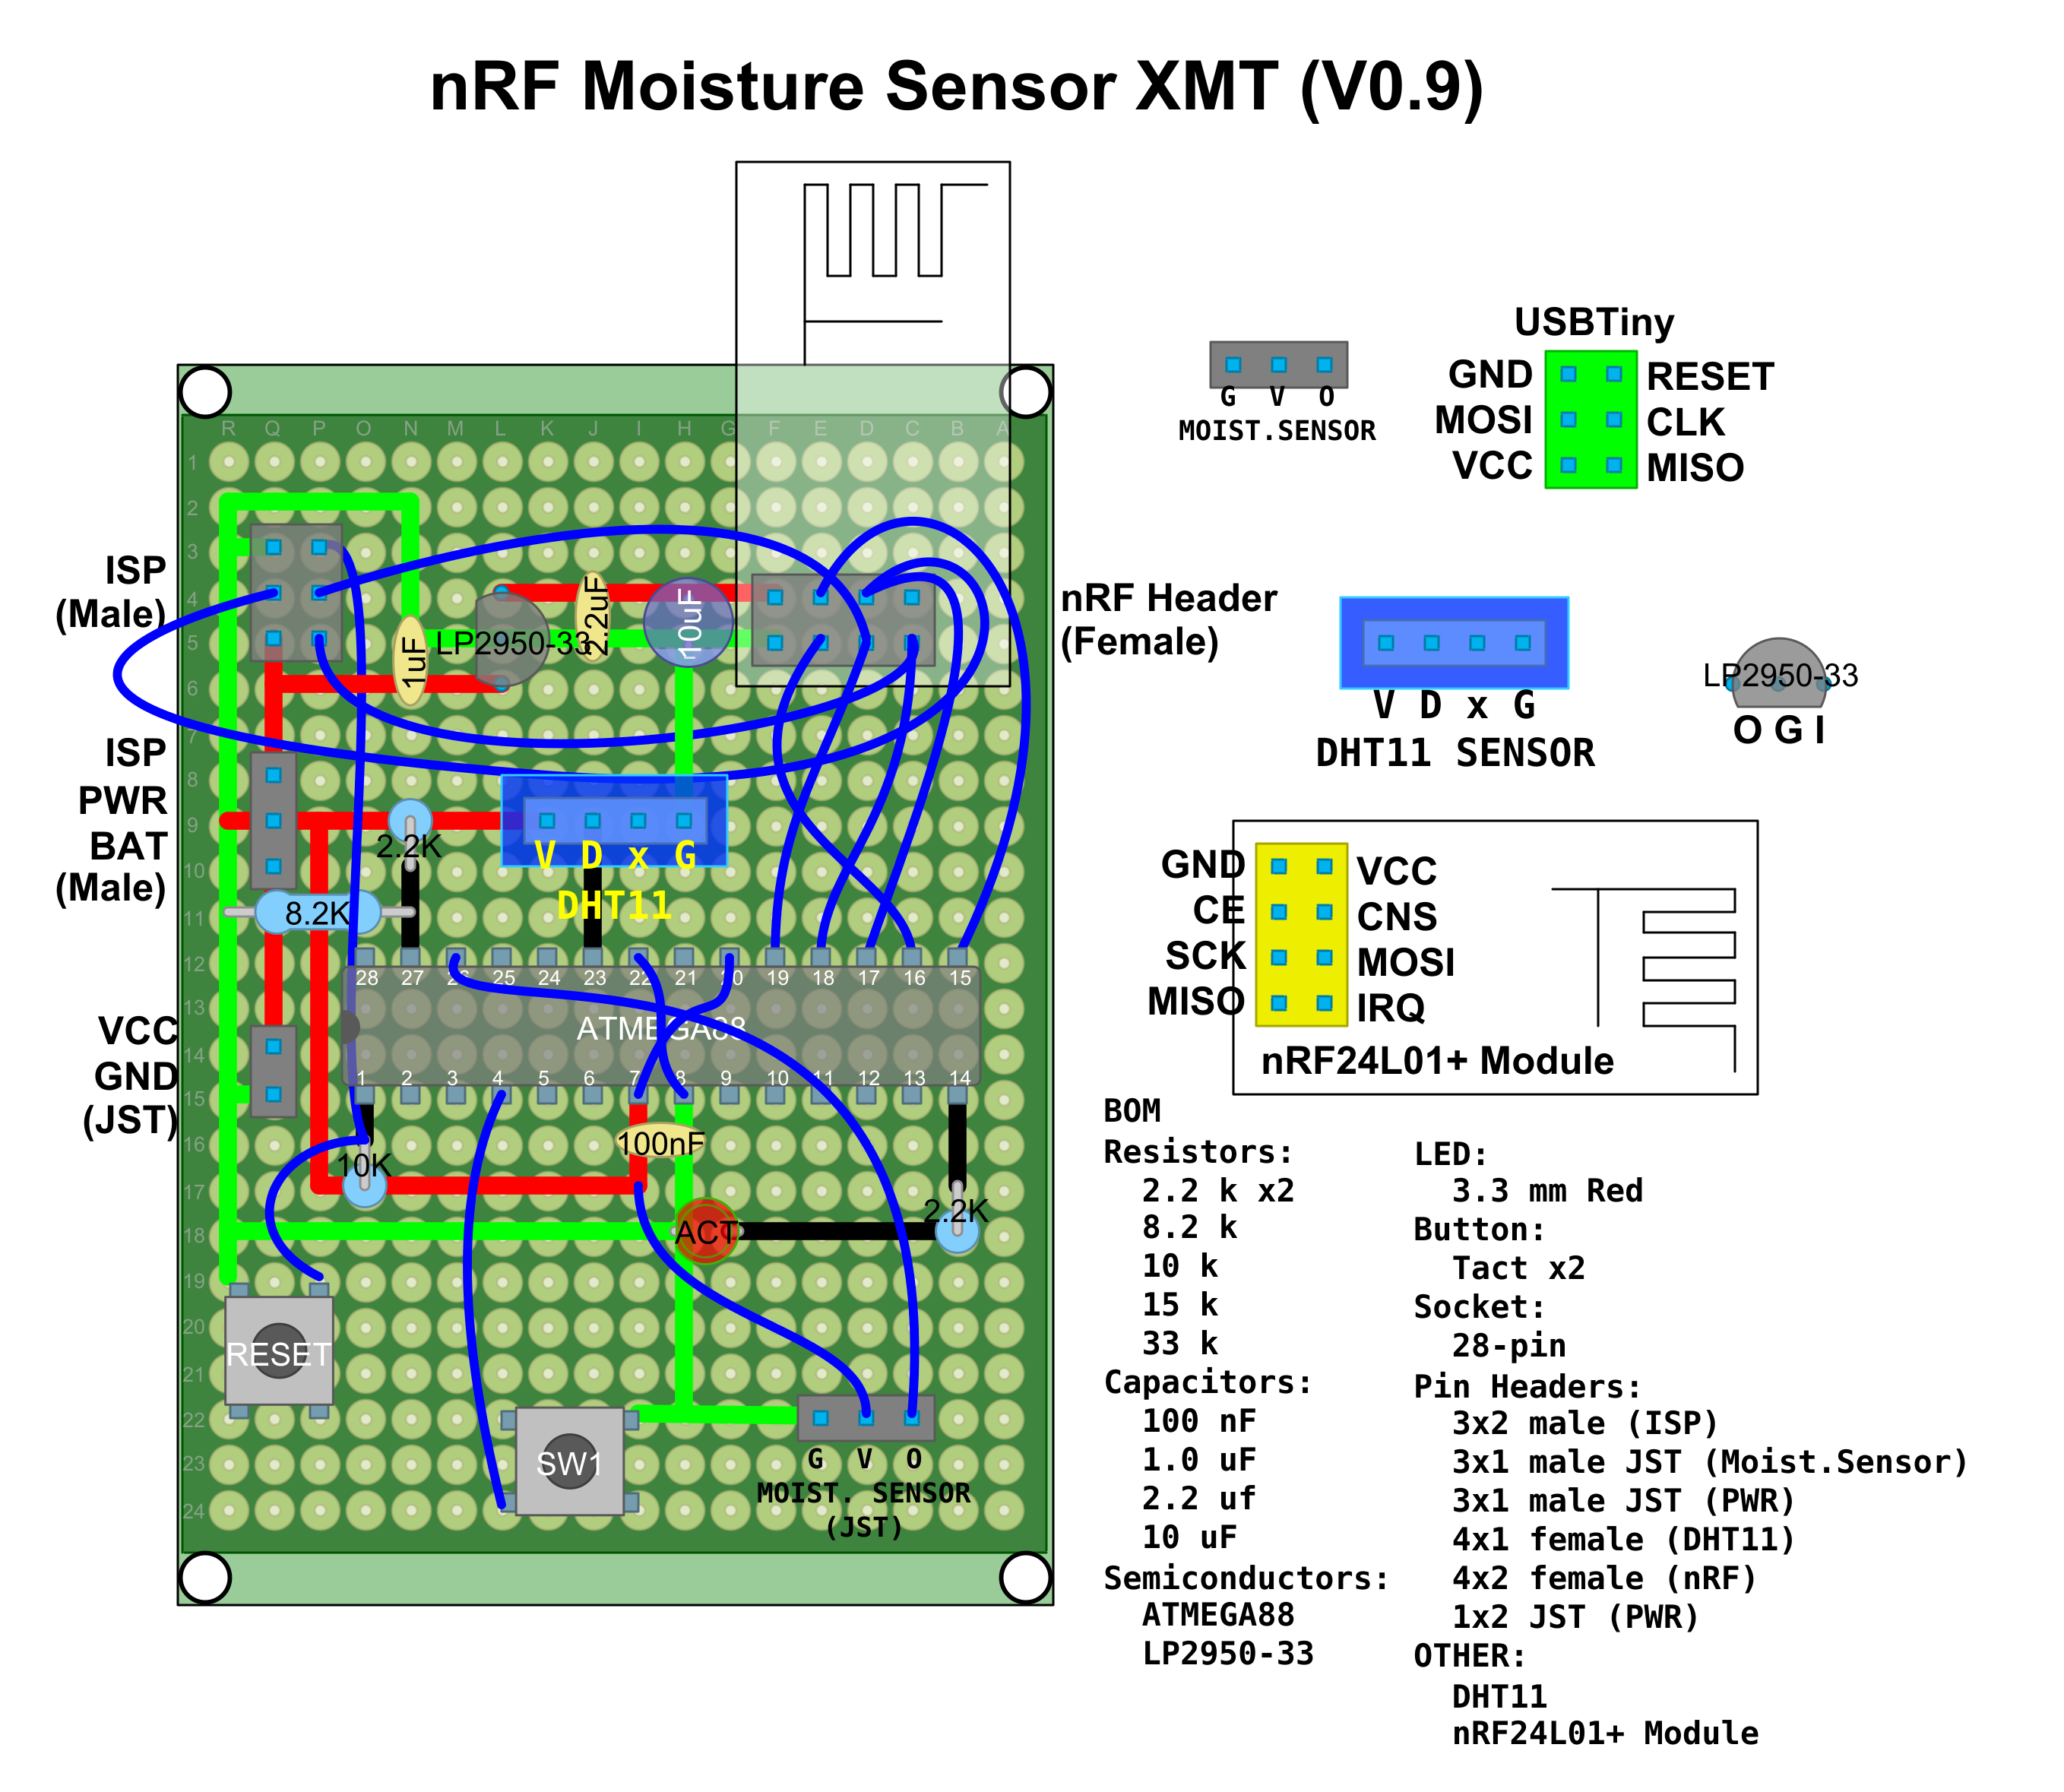 nRF Moisture Sensor XMT (V0.9)
R Q P O N M L K J I H G F E D C B A
1
2
3
4
5
6
7
8
9
10
11
12
13
14
15
16
17
18
19
20
21
22
23
24
ISP
(Male)
ISP
PWR
BAT
(Male)
VCC
GND
(JST)
1uF
LP2950-33
2.2uF
10uF
nRF Header
(Female)
2.2K
V D x G
DHT11
8.2K
28 27 26 25 24 23 22 21 20 19 18 17 16 15
ATMEGA88
1 2 3 4 5 6 7 8 9 10 11 12 13 14
100nF
10K
ACT
2.2K
RESET
SW1
G V O
MOIST. SENSOR
(JST)
G V O
MOIST.SENSOR
USBTiny
GND RESET
MOSI CLK
VCC MISO
V D x G
DHT11 SENSOR
LP2950-33
O G I
GND VCC
CE CNS
SCK MOSI
MISO IRQ
nRF24L01+ Module
BOM
Resistors:
2.2 k x2
8.2 k
10 k
15 k
33 k
Capacitors:
100 nF
1.0 uF
2.2 uf
10 uF
Semiconductors:
ATMEGA88
LP2950-33
LED:
3.3 mm Red
Button:
Tact x2
Socket:
28-pin
Pin Headers:
3x2 male (ISP)
3x1 male JST (Moist.Sensor)
3x1 male JST (PWR)
4x1 female (DHT11)
4x2 female (nRF)
1x2 JST (PWR)
OTHER:
DHT11
nRF24L01+ Module